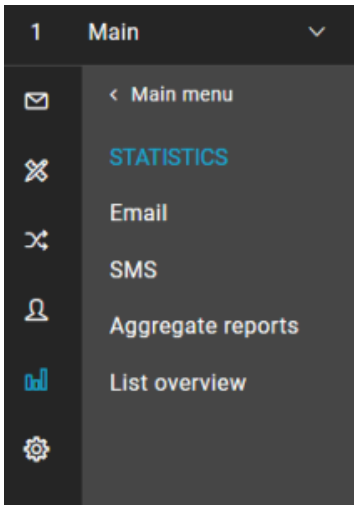 1 Main
< Main menu
STATISTICS
Email
SMS
Aggregate reports
List overview